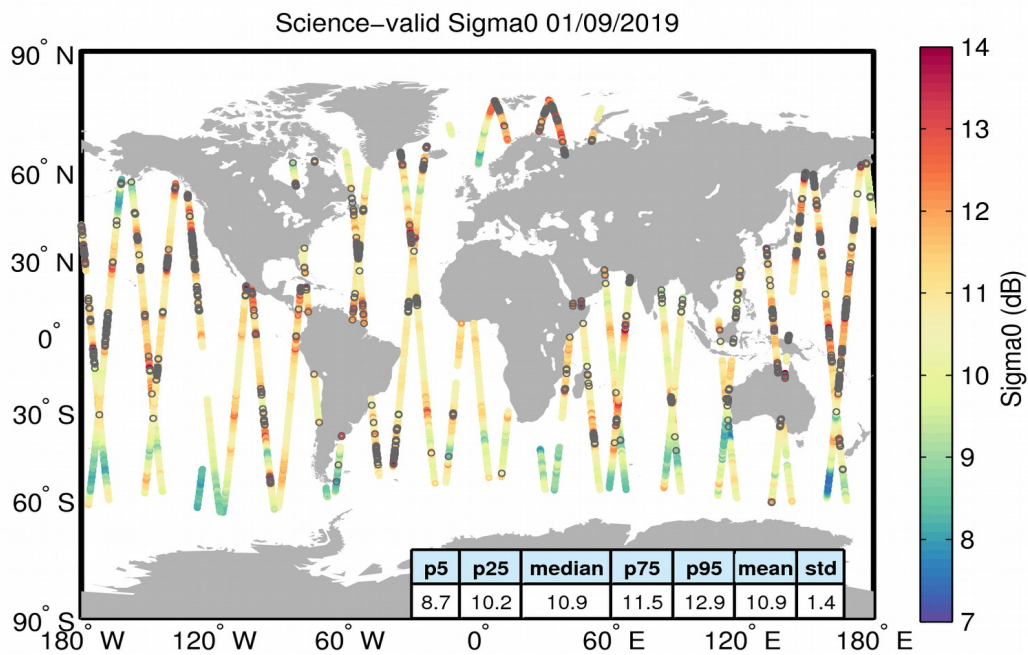 Science−valid Sigma0 01/09/2019
90° N
60° N
30° N
0°
30° S
60° S
90° S
180° W 120° W 60° W 0° 60° E 120° E 180° E
p5 p25 median p75 p95 mean std
8.7 10.2 10.9 11.5 12.9 10.9 1.4
14
13
12
11
10
9
8
7
Sigma0 (dB)